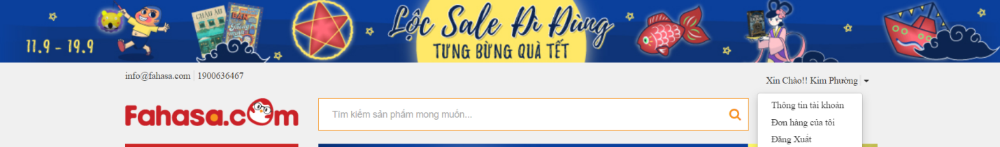 11.9 - 19.9
CHÂU ÂU
Lộc Sale Đi Đùng
TƯNG BỪNG QUÀ TẾT
info@fahasa.com
1900636467
Xin Chào!! Kim Phường
Fahasa.com
Tìm kiếm sản phẩm mong muốn...
Thông tin tài khoản
Đơn hàng của tôi
Đăng Xuất